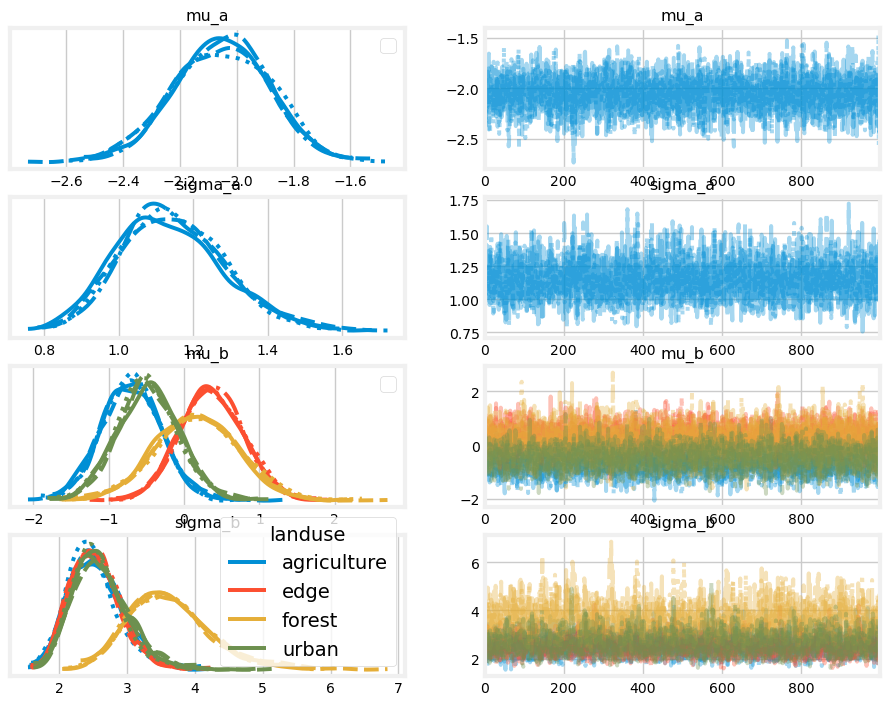 mu_a
mu_a
−1.5
−2.0
−2.5
−2.6 −2.4 −2.2 −2.0 −1.8 −1.6
0 200 400 600 800
sigma_a
sigma_a
1.75
1.50
1.25
1.00
0.75
0.8 1.0 1.2 1.4 1.6
0 200 400 600 800
mu_b
mu_b
2
0
−2
−2 −1 0 1 2
0 200 400 600 800
sigma_b
sigma_b
landuse
agriculture
edge
forest
urban
6
4
2
2 3 4 5 6 7
0 200 400 600 800